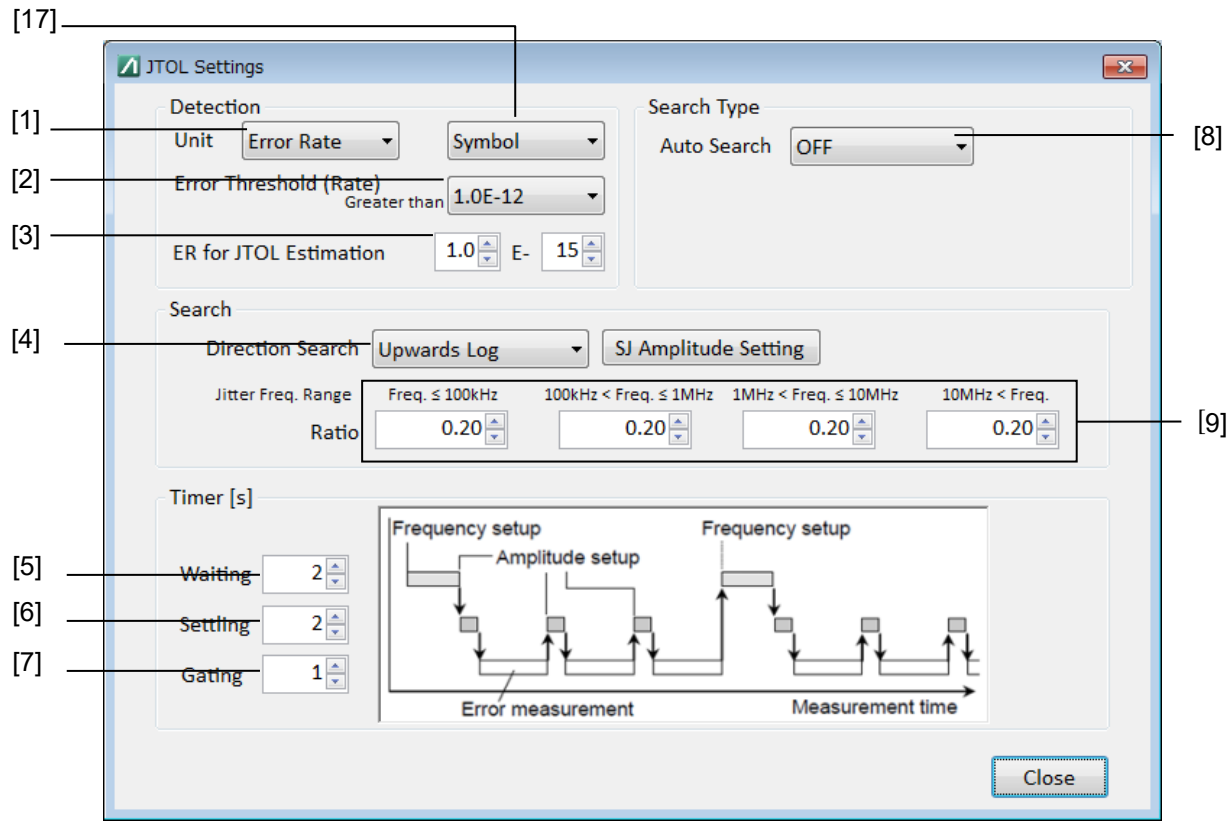 [17]
JTOL Settings
Detection
Search Type
[1]
Unit Error Rate Symbol
Auto Search OFF
[8]
[2]
Error Threshold (Rate)
Greater than 1.0E-12
[3]
ER for JTOL Estimation 1.0 E- 15
Search
[4]
Direction Search Upwards Log SJ Amplitude Setting
Jitter Freq. Range Freq. ≤ 100kHz 100kHz < Freq. ≤ 1MHz 1MHz < Freq. ≤ 10MHz 10MHz < Freq.
Ratio 0.20 0.20 0.20 0.20
[9]
Timer [s]
Frequency setup Frequency setup
Amplitude setup
[5]
Waiting 2
[6]
Settling 2
[7]
Gating 1
Error measurement Measurement time
Close